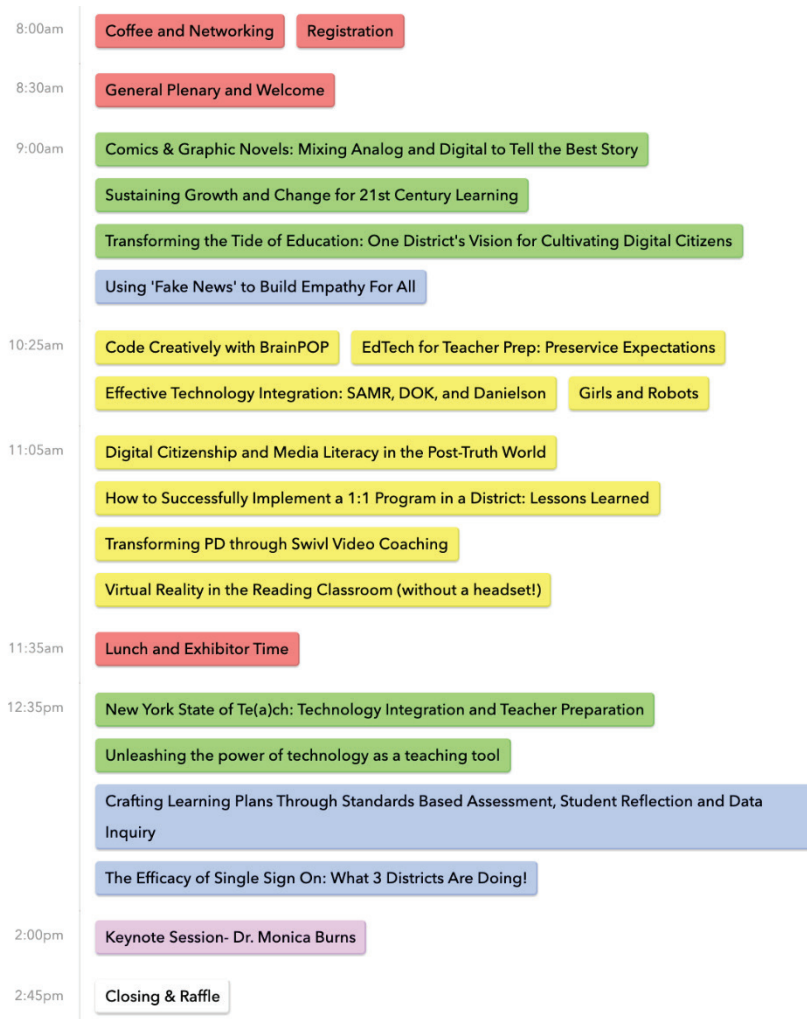 8:00am
Coffee and Networking
Registration
8:30am
General Plenary and Welcome
9:00am
Comics & Graphic Novels: Mixing Analog and Digital to Tell the Best Story
Sustaining Growth and Change for 21st Century Learning
Transforming the Tide of Education: One District's Vision for Cultivating Digital Citizens
Using 'Fake News' to Build Empathy For All
10:25am
Code Creatively with BrainPOP
EdTech for Teacher Prep: Preservice Expectations
Effective Technology Integration: SAMR, DOK, and Danielson
Girls and Robots
11:05am
Digital Citizenship and Media Literacy in the Post-Truth World
How to Successfully Implement a 1:1 Program in a District: Lessons Learned
Transforming PD through Swivl Video Coaching
Virtual Reality in the Reading Classroom (without a headset!)
11:35am
Lunch and Exhibitor Time
12:35pm
New York State of Te(a)ch: Technology Integration and Teacher Preparation
Unleashing the power of technology as a teaching tool
Crafting Learning Plans Through Standards Based Assessment, Student Reflection and Data
Inquiry
The Efficacy of Single Sign On: What 3 Districts Are Doing!
2:00pm
Keynote Session- Dr. Monica Burns
2:45pm
Closing & Raffle